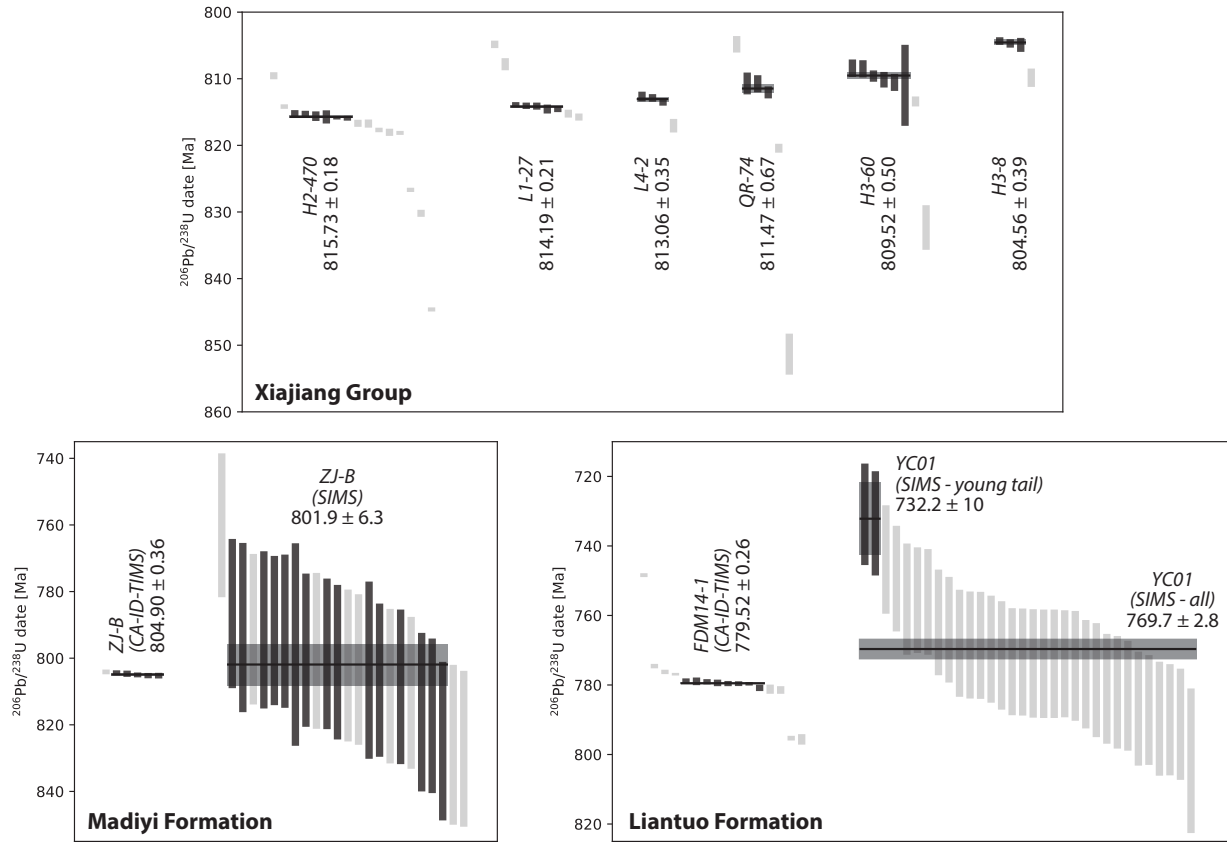 800
810
820
830
840
850
860
²⁰⁶Pb/²³⁸U date [Ma]
H2-470
815.73 ± 0.18
L1-27
814.19 ± 0.21
L4-2
813.06 ± 0.35
QR-74
811.47 ± 0.67
H3-60
809.52 ± 0.50
H3-8
804.56 ± 0.39
Xiajiang Group
740
760
780
800
820
840
²⁰⁶Pb/²³⁸U date [Ma]
ZJ-B
(CA-ID-TIMS)
804.90 ± 0.36
ZJ-B
(SIMS)
801.9 ± 6.3
Madiyi Formation
720
740
760
780
800
820
²⁰⁶Pb/²³⁸U date [Ma]
FDM14-1
(CA-ID-TIMS)
779.52 ± 0.26
YC01
(SIMS - young tail)
732.2 ± 10
YC01
(SIMS - all)
769.7 ± 2.8
Liantuo Formation